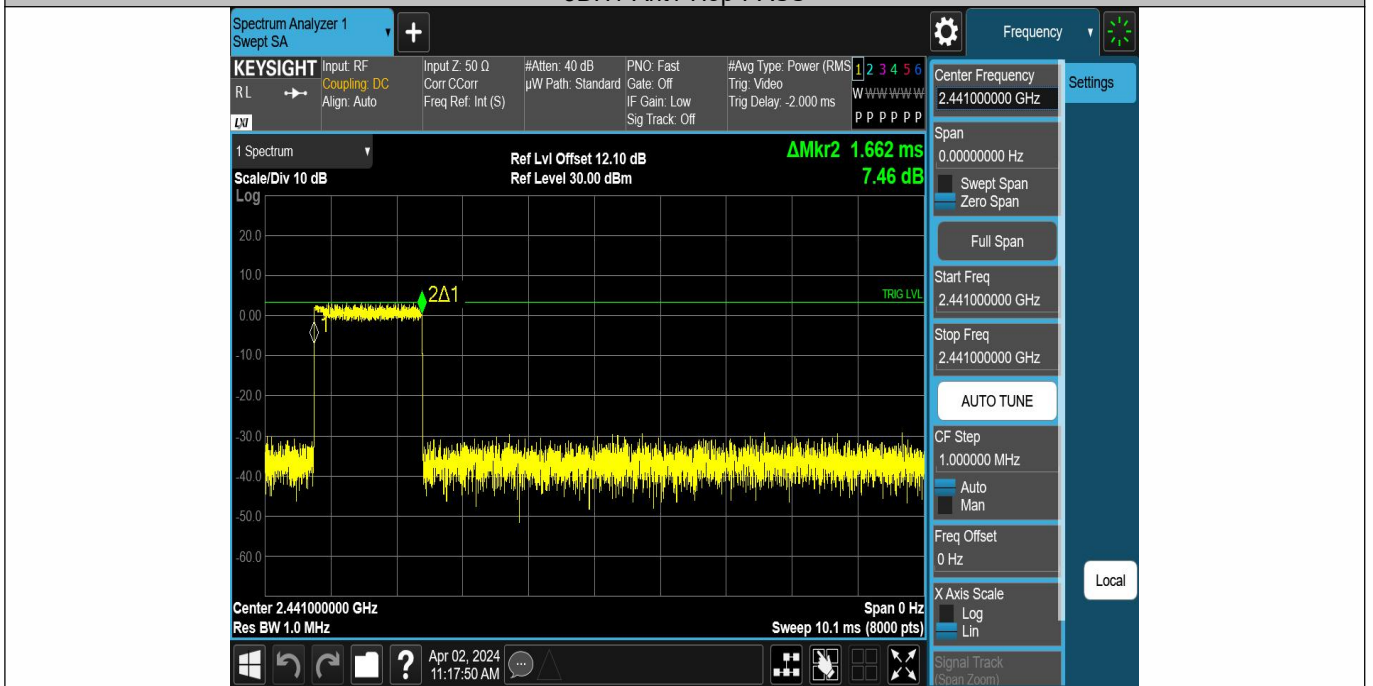 Spectrum Analyzer 1
Swept SA
+
Frequency
KEYSIGHT
RL
LXI
Input: RF
Coupling: DC
Align: Auto
Input Z: 50 Ω
Corr CCorr
Freq Ref: Int (S)
#Atten: 40 dB
µW Path: Standard
PNO: Fast
Gate: Off
IF Gain: Low
Sig Track: Off
#Avg Type: Power (RMS
Trig: Video
Trig Delay: -2.000 ms
1 2 3 4 5 6
W W W W W W
P P P P P P
1 Spectrum
Scale/Div 10 dB
Ref Lvl Offset 12.10 dB
Ref Level 30.00 dBm
ΔMkr2 1.662 ms
7.46 dB
Log
20.0
10.0
0.00
-10.0
-20.0
-30.0
-40.0
-50.0
-60.0
2Δ1
TRIG LVL
Center 2.441000000 GHz
Res BW 1.0 MHz
Span 0 Hz
Sweep 10.1 ms (8000 pts)
Center Frequency
2.441000000 GHz
Settings
Span
0.00000000 Hz
Swept Span
Zero Span
Full Span
Start Freq
2.441000000 GHz
Stop Freq
2.441000000 GHz
AUTO TUNE
CF Step
1.000000 MHz
Auto
Man
Freq Offset
0 Hz
Local
X Axis Scale
Log
Lin
Signal Track
(Span Zoom)
?
Apr 02, 2024
11:17:50 AM